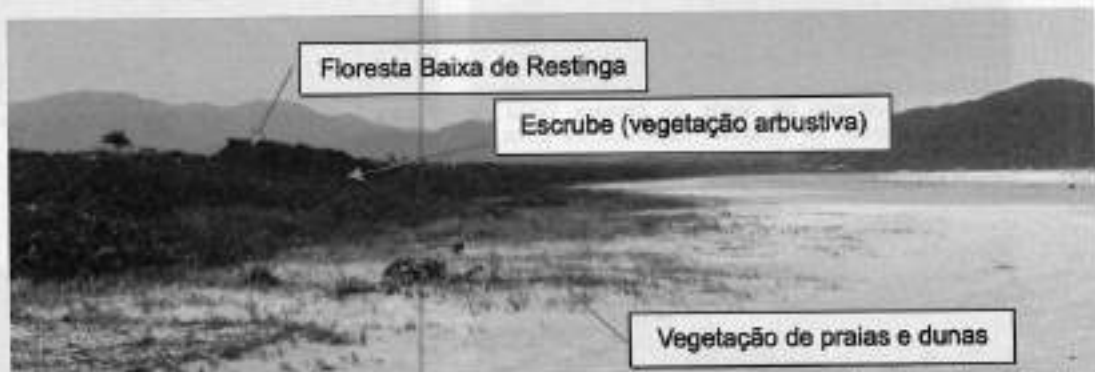 Floresta Baixa de Restinga
Escrube (vegetação arbustiva)
Vegetação de praias e dunas